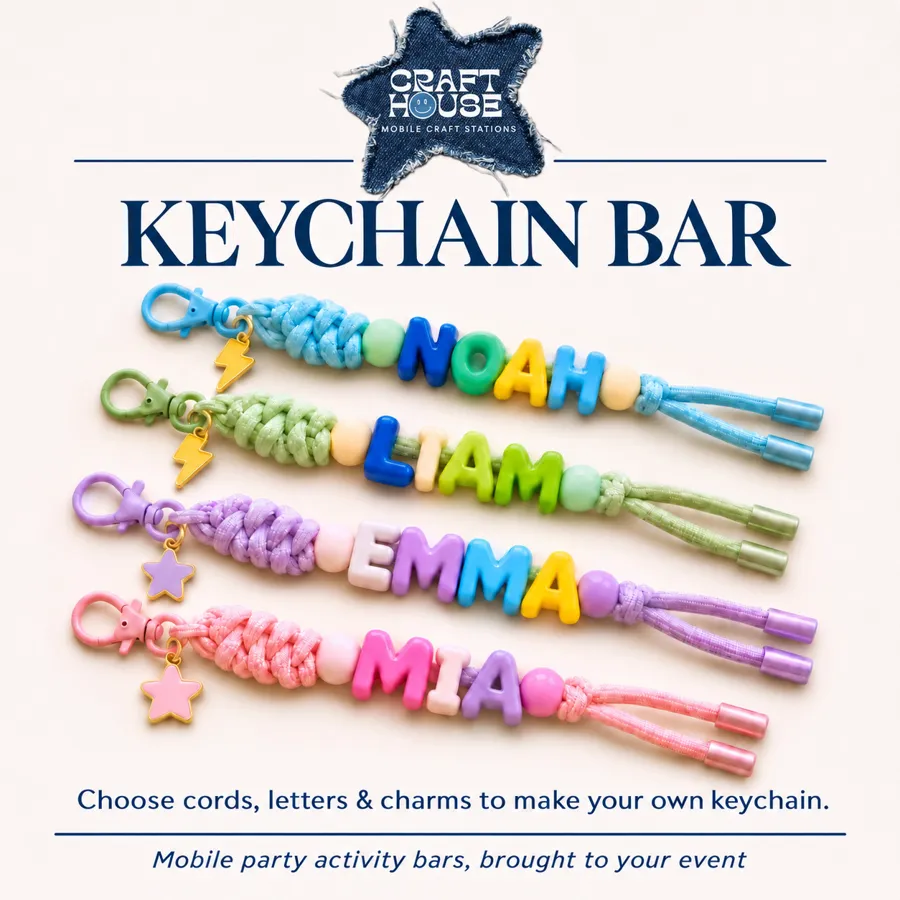 CRAFT
HOUSE
MOBILE CRAFT STATIONS
KEYCHAIN BAR
NOAH
LIAM
EMMA
MIA
Choose cords, letters & charms to make your own keychain.
Mobile party activity bars, brought to your event